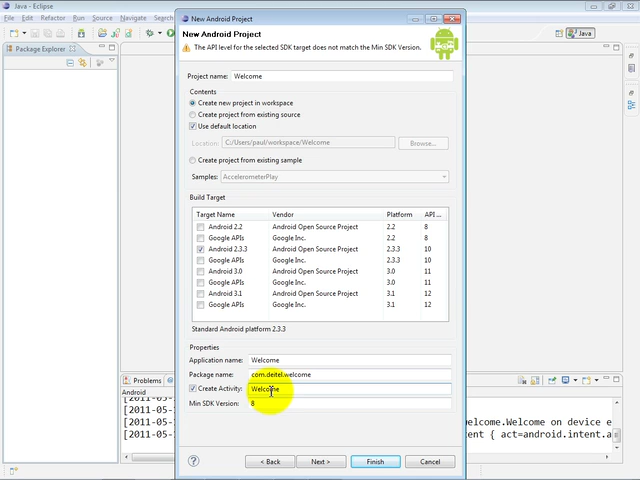 Java - Eclipse
File Edit Refactor Run Source Navigate Search
New Android Project
Java
Package Explorer
New Android Project
The API level for the selected SDK target does not match the Min SDK Version.
Project name: Welcome
Contents
Create new project in workspace
Create project from existing source
Use default location
Location: C:/Users/paul/workspace/Welcome Browse...
Create project from existing sample
Samples: AccelerometerPlay
Build Target
Target Name Vendor Platform API ...
Android 2.2 Android Open Source Project 2.2 8
Google APIs Google Inc. 2.2 8
Android 2.3.3 Android Open Source Project 2.3.3 10
Google APIs Google Inc. 2.3.3 10
Android 3.0 Android Open Source Project 3.0 11
Google APIs Google Inc. 3.0 11
Android 3.1 Android Open Source Project 3.1 12
Google APIs Google Inc. 3.1 12
Standard Android platform 2.3.3
Properties
Application name: Welcome
Package name: com.deitel.welcome
Create Activity: Welcome
Min SDK Version: 8
Problems
Android
[2011-05-
[2011-05- elcome.Welcome on device e
[2011-05- tent { act=android.intent.a
< Back Next > Finish Cancel